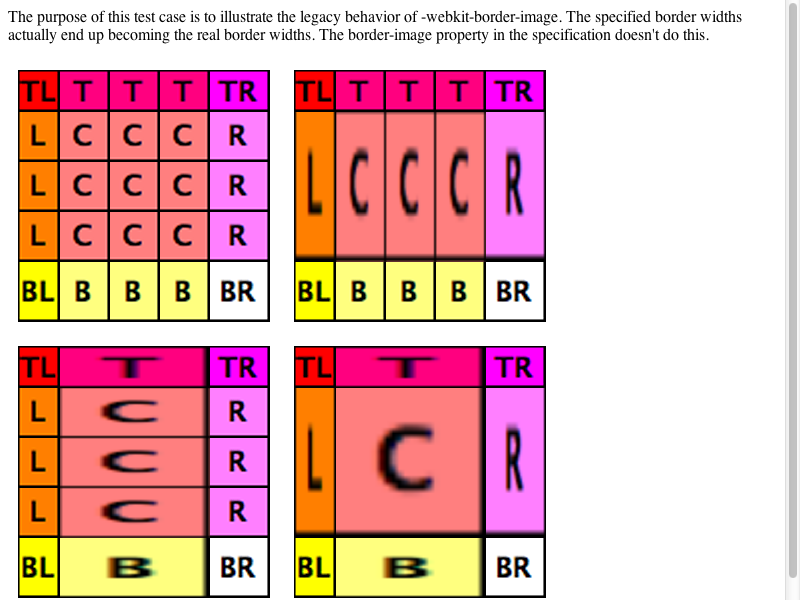 The purpose of this test case is to illustrate the legacy behavior of -webkit-border-image. The specified border widths
actually end up becoming the real border widths. The border-image property in the specification doesn't do this.
TL T T T TR
L C C C R
L C C C R
L C C C R
BL B B B BR
TL T T T TR
L C C C R
BL B B B BR
TL T TR
L C R
L C R
L C R
BL B BR
TL T TR
L C R
BL B BR